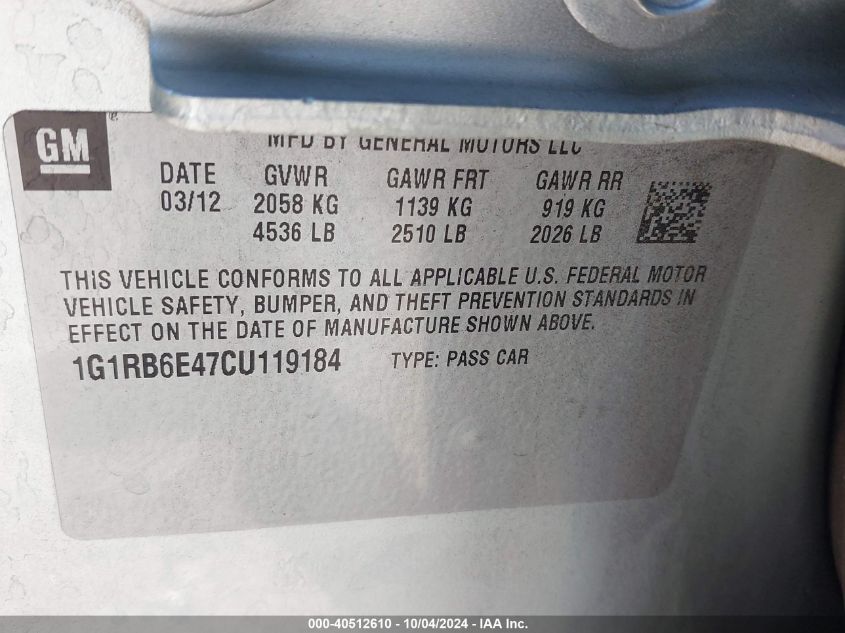 GM
MFD BY GENERAL MOTORS LLC
DATE GVWR GAWR FRT GAWR RR
03/12 2058 KG 1139 KG 919 KG
4536 LB 2510 LB 2026 LB
THIS VEHICLE CONFORMS TO ALL APPLICABLE U.S. FEDERAL MOTOR
VEHICLE SAFETY, BUMPER, AND THEFT PREVENTION STANDARDS IN
EFFECT ON THE DATE OF MANUFACTURE SHOWN ABOVE.
1G1RB6E47CU119184 TYPE: PASS CAR
000-40512610 - 10/04/2024 - IAA Inc.